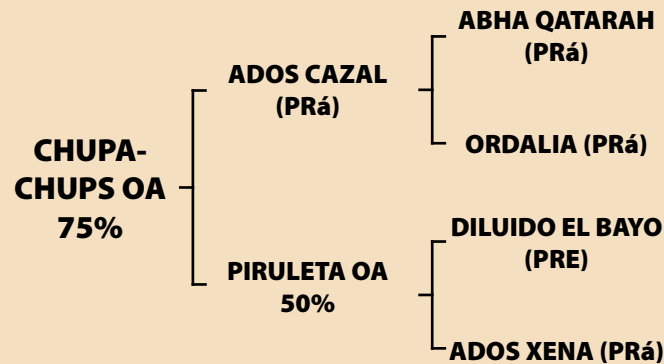 CHUPA-
CHUPS OA
75%
ADOS CAZAL
(PRá)
PIRULETA OA
50%
ABHA QATARAH
(PRá)
ORDALIA (PRá)
DILUIDO EL BAYO
(PRE)
ADOS XENA (PRá)